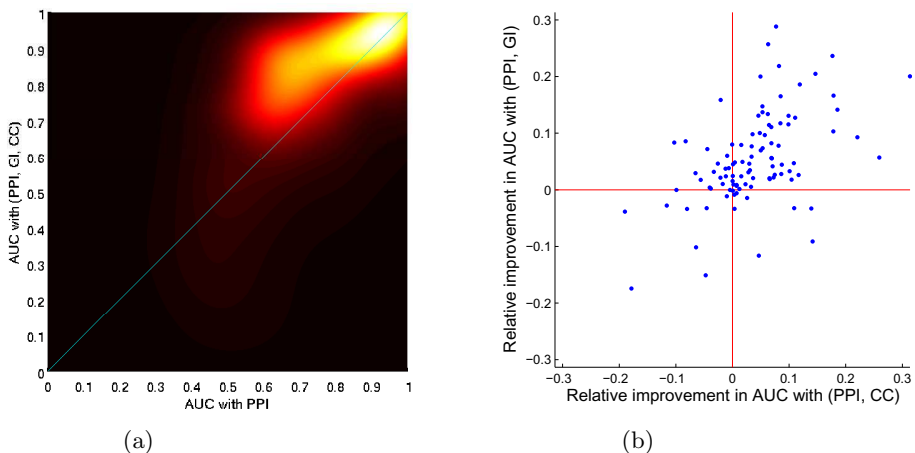 1
0.9
0.8
0.7
0.6
0.5
0.4
0.3
0.2
0.1
0
AUC with (PPI, GI, CC)
0 0.1 0.2 0.3 0.4 0.5 0.6 0.7 0.8 0.9 1
AUC with PPI
(a)
0.3
0.2
0.1
0
−0.1
−0.2
−0.3
Relative improvement in AUC with (PPI, GI)
−0.3 −0.2 −0.1 0 0.1 0.2 0.3
Relative improvement in AUC with (PPI, CC)
(b)